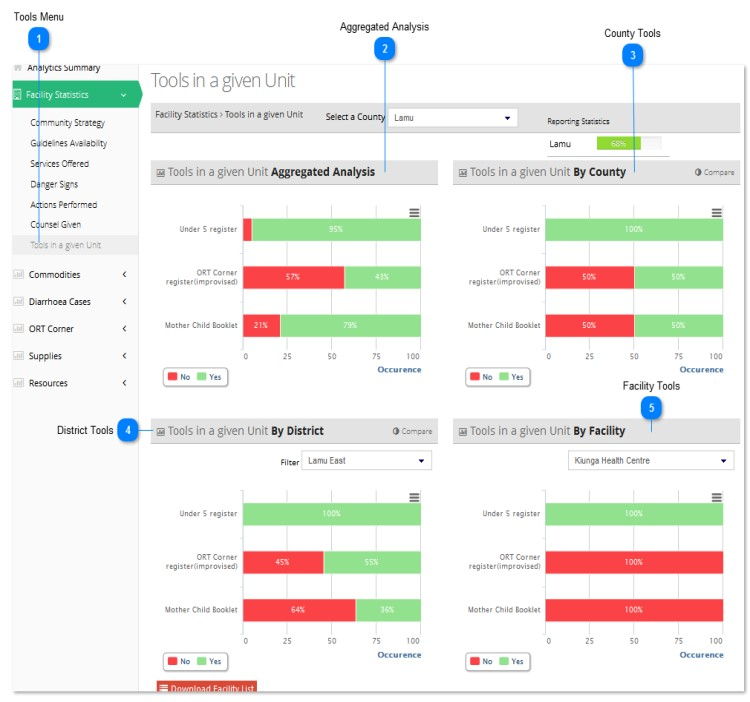 Tools Menu
1
Aggregated Analysis
2
County Tools
3
Analytics Summary
Facility Statistics
Community Strategy
Guidelines Availabilty
Services Offered
Danger Signs
Actions Performed
Counsel Given
Tools in a given Unit
Commodities
Diarrhoea Cases
ORT Corner
Supplies
Resources
Tools in a given Unit
Facility Statistics > Tools in a given Unit
Select a County
Lamu
Reporting Statistics
Lamu
68%
Tools in a given Unit Aggregated Analysis
Under 5 register
95%
ORT Corner
register(improvised)
57%
43%
Mother Child Booklet
21%
79%
0 25 50 75 100
Occurence
No Yes
Tools in a given Unit By County
Compare
Under 5 register
100%
ORT Corner
register(improvised)
50%
50%
Mother Child Booklet
50%
50%
0 25 50 75 100
Occurence
No Yes
Facility Tools
5
District Tools
4
Tools in a given Unit By District
Compare
Filter
Lamu East
Under 5 register
100%
ORT Corner
register(improvised)
45%
55%
Mother Child Booklet
64%
36%
0 25 50 75 100
Occurence
No Yes
Download Facility List
Tools in a given Unit By Facility
Kiunga Health Centre
Under 5 register
100%
ORT Corner
register(improvised)
100%
Mother Child Booklet
100%
0 25 50 75 100
Occurence
No Yes